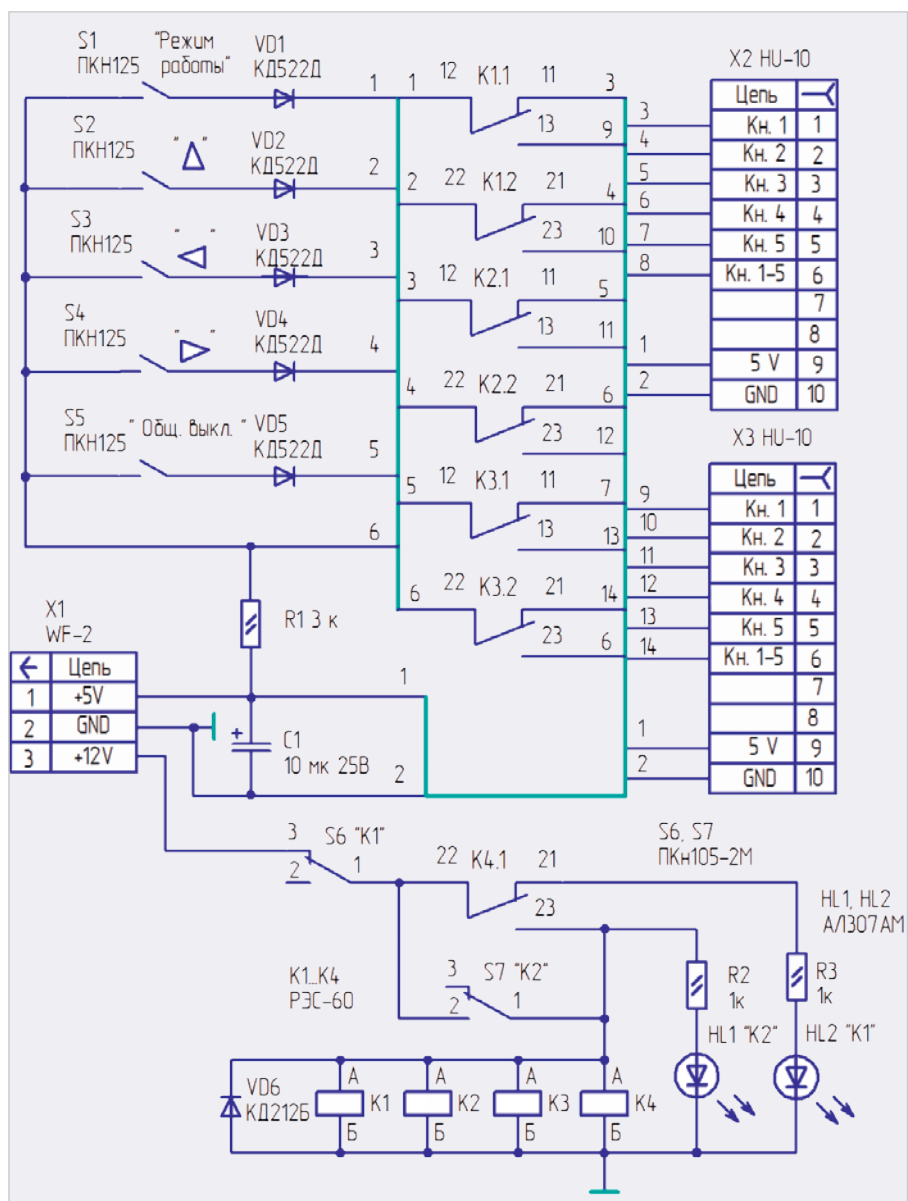 S1 "Режим VD1
ПКН125 работы" КД522Д
X2 HU-10
1 1 12 K1.1 11 3
13 9
Цепь
3 Кн. 1 1
4 Кн. 2 2
5 Кн. 3 3
6 Кн. 4 4
7 Кн. 5 5
8 Кн. 1-5 6
7
8
1 5 V 9
2 GND 10
S2 " " VD2
ПКН125 КД522Д
2 2 22 K1.2 21 4
23 10
S3 " " VD3
ПКН125 КД522Д
3 3 12 K2.1 11 5
13 11
S4 " " VD4
ПКН125 КД522Д
4 4 22 K2.2 21 6
23 12
S5 " Общ. выкл. " VD5
ПКН125 КД522Д
5 5 12 K3.1 11 7
13 13
6 6 22 K3.2 21 14
23 6
X3 HU-10
Цепь
9 Кн. 1 1
10 Кн. 2 2
11 Кн. 3 3
12 Кн. 4 4
13 Кн. 5 5
14 Кн. 1-5 6
7
8
1 5 V 9
2 GND 10
R1 3 к
X1
WF-2
Цепь
1 +5V
2 GND
3 +12V
1
+ C1
10 мк 25В
2
3 S6 "K1"
2 1
22 K4.1 21
23
S6, S7
ПКн105-2М
HL1, HL2
АЛ307АМ
K1...K4
РЭС-60
3 S7 "K2"
2 1
R2
1к
R3
1к
HL1 "K2" HL2 "K1"
VD6
КД212Б
А А А А
K1 K2 K3 K4
Б Б Б Б